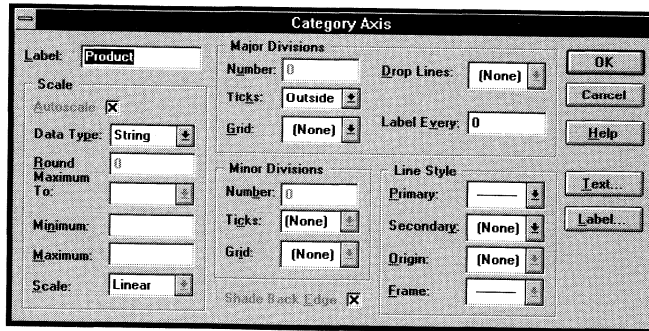 Category Axis
Label: Product
Scale
Autoscale
Data Type: String
Round 0
Maximum
To:
Minimum:
Maximum:
Scale: Linear
Major Divisions
Number: 0
Ticks: Outside
Grid: (None)
Drop Lines: (None)
Label Every: 0
Minor Divisions
Number: 0
Ticks: (None)
Grid: (None)
Shade Back Edge
Line Style
Primary:
Secondary: (None)
Origin: (None)
Frame:
OK
Cancel
Help
Text...
Label...